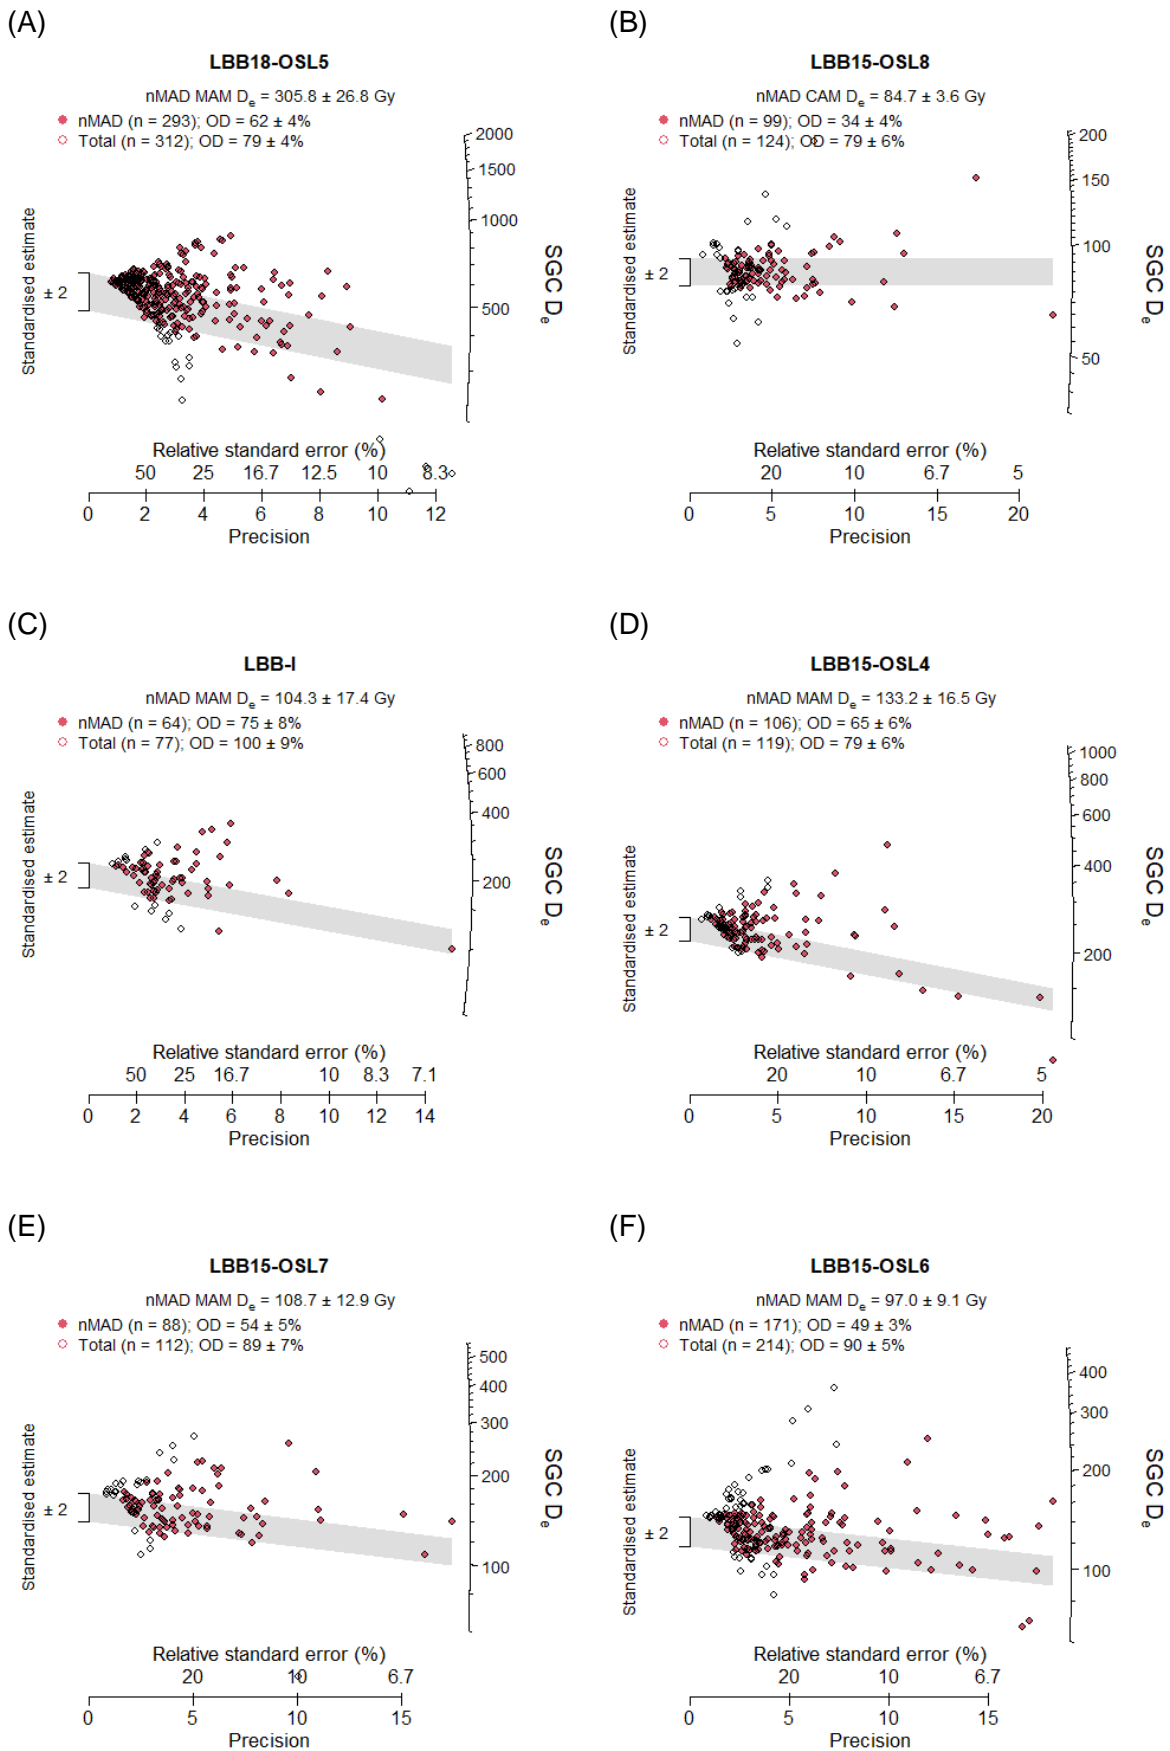 (A)
LBB18-OSL5
nMAD MAM De = 305.8 ± 26.8 Gy
nMAD (n = 293); OD = 62 ± 4%
Total (n = 312); OD = 79 ± 4%
2000
1500
1000
500
SGC De
Standardised estimate
± 2
Relative standard error (%)
50 25 16.7 12.5 10 8.3
0 2 4 6 8 10 12
Precision
(B)
LBB15-OSL8
nMAD CAM De = 84.7 ± 3.6 Gy
nMAD (n = 99); OD = 34 ± 4%
Total (n = 124); OD = 79 ± 6%
200
150
100
50
SGC De
Standardised estimate
± 2
Relative standard error (%)
20 10 6.7 5
0 5 10 15 20
Precision
(C)
LBB-I
nMAD MAM De = 104.3 ± 17.4 Gy
nMAD (n = 64); OD = 75 ± 8%
Total (n = 77); OD = 100 ± 9%
800
600
400
200
SGC De
Standardised estimate
± 2
Relative standard error (%)
50 25 16.7 10 8.3 7.1
0 2 4 6 8 10 12 14
Precision
(D)
LBB15-OSL4
nMAD MAM De = 133.2 ± 16.5 Gy
nMAD (n = 106); OD = 65 ± 6%
Total (n = 119); OD = 79 ± 6%
1000
800
600
400
200
SGC De
Standardised estimate
± 2
Relative standard error (%)
20 10 6.7 5
0 5 10 15 20
Precision
(E)
LBB15-OSL7
nMAD MAM De = 108.7 ± 12.9 Gy
nMAD (n = 88); OD = 54 ± 5%
Total (n = 112); OD = 89 ± 7%
500
400
300
200
100
SGC De
Standardised estimate
± 2
Relative standard error (%)
20 10 6.7
0 5 10 15
Precision
(F)
LBB15-OSL6
nMAD MAM De = 97.0 ± 9.1 Gy
nMAD (n = 171); OD = 49 ± 3%
Total (n = 214); OD = 90 ± 5%
400
300
200
100
SGC De
Standardised estimate
± 2
Relative standard error (%)
20 10 6.7
0 5 10 15
Precision